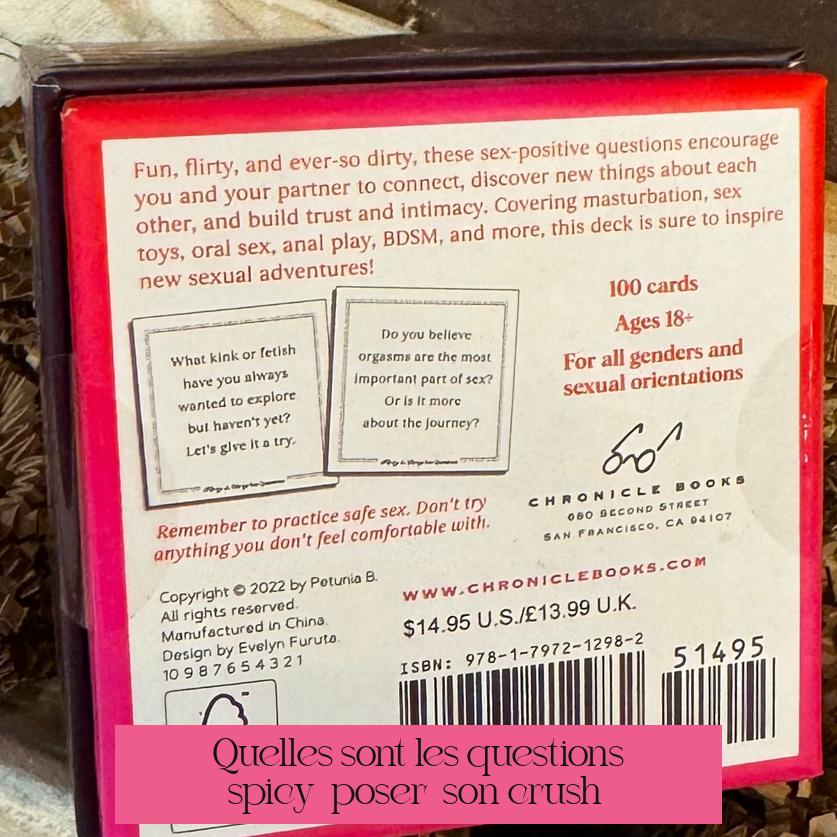 Fun, flirty, and ever-so dirty, these sex-positive questions encourage
you and your partner to connect, discover new things about each
other, and build trust and intimacy. Covering masturbation, sex
toys, oral sex, anal play, BDSM, and more, this deck is sure to inspire
new sexual adventures!
What kink or fetish
have you always
wanted to explore
but haven't yet?
Let's give it a try.
Do you believe
orgasms are the most
important part of sex?
Or is it more
about the journey?
100 cards
Ages 18+
For all genders and
sexual orientations
CHRONICLE BOOKS
680 SECOND STREET
SAN FRANCISCO, CA 94107
Remember to practice safe sex. Don't try
anything you don't feel comfortable with.
Copyright © 2022 by Petunia B.
All rights reserved.
Manufactured in China.
Design by Evelyn Furuta.
10 9 8 7 6 5 4 3 2 1
WWW.CHRONICLEBOOKS.COM
$14.95 U.S./£13.99 U.K.
ISBN: 978-1-7972-1298-2
51495
Quelles sont les questions
spicy poser son crush